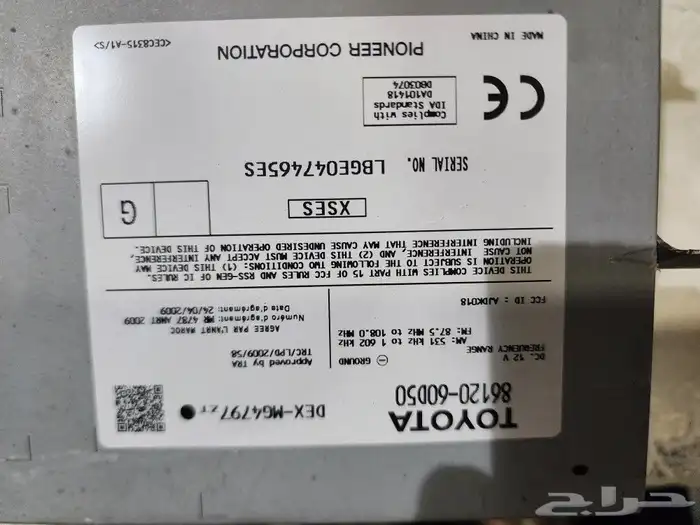 TOYOTA
86120-60D50
DEX-MG4797zt
DC. 12 V
GROUND
FREQUENCY RANGE
AM: 531 kHz to 1 602 kHz
FM: 87.5 MHz to 108.0 MHz
FCC ID : AJDK018
Approved by TRA
TRC/LPD/2009/58
AGREE PAR L'ANRT MAROC
Numéro d'agrément: MR 4787 ANRT 2009
Date d'agrément: 24/04/2009
THIS DEVICE COMPLIES WITH PART 15 OF FCC RULES AND RSS-GEN OF IC RULES.
OPERATION IS SUBJECT TO THE FOLLOWING TWO CONDITIONS: (1) THIS DEVICE MAY
NOT CAUSE INTERFERENCE, AND (2) THIS DEVICE MUST ACCEPT ANY INTERFERENCE,
INCLUDING INTERFERENCE THAT MAY CAUSE UNDESIRED OPERATION OF THIS DEVICE.
XSES
G
SERIAL NO. LBGE047465ES
CE
Complies with
IDA Standards
DA101418
DB03074
PIONEER CORPORATION
MADE IN CHINA
<CEC8315-A1/S>
حراج